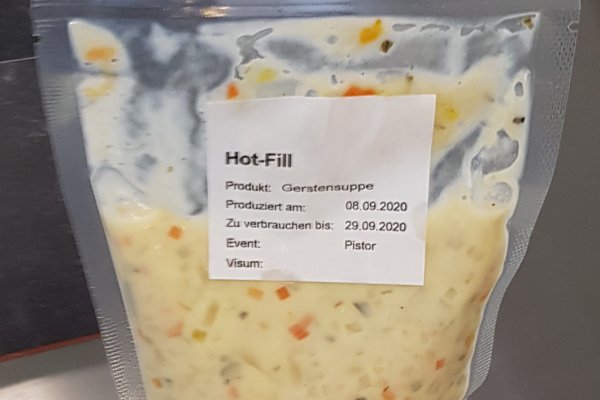 Hot-Fill
Produkt: Gerstensuppe
Produziert am: 08.09.2020
Zu verbrauchen bis: 29.09.2020
Event: Pistor
Visum: